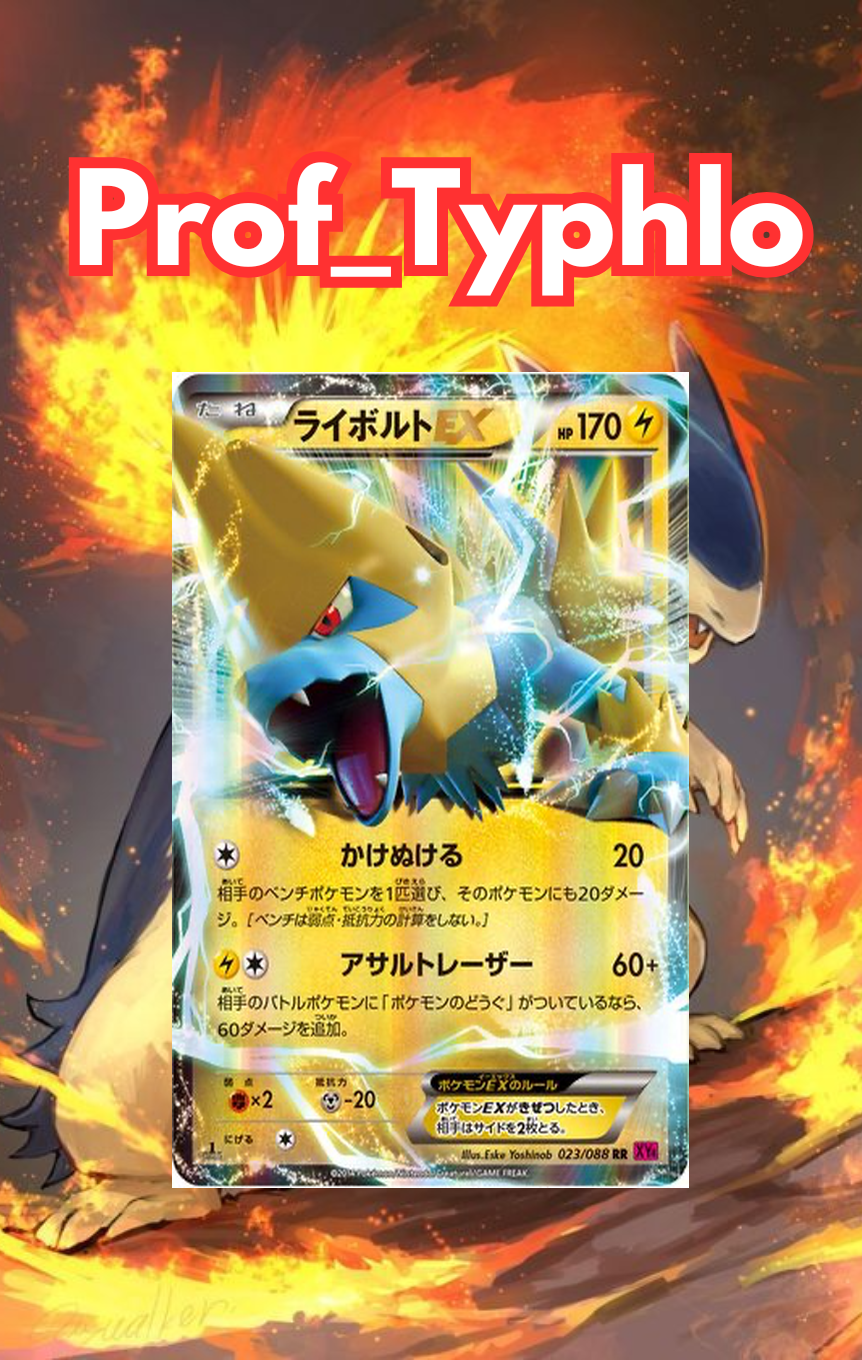 Prof_Typhlo
たね ライボルトEX HP170
かけぬける 20
相手のベンチポケモンを1匹選び、そのポケモンにも20ダメー
ジ。[ベンチは弱点・抵抗力の計算をしない。]
アサルトレーザー 60+
相手のバトルポケモンに「ポケモンのどうぐ」がついているなら、
60ダメージを追加。
弱点 抵抗力 ポケモンEXのルール
×2 -20
ポケモンEXがきぜつしたとき、
相手はサイドを2枚とる。
にげる
Illus.Eske Yoshinob 023/088 RR XY4
Pokémon/Nintendo/Creatures/GAME FREAK.